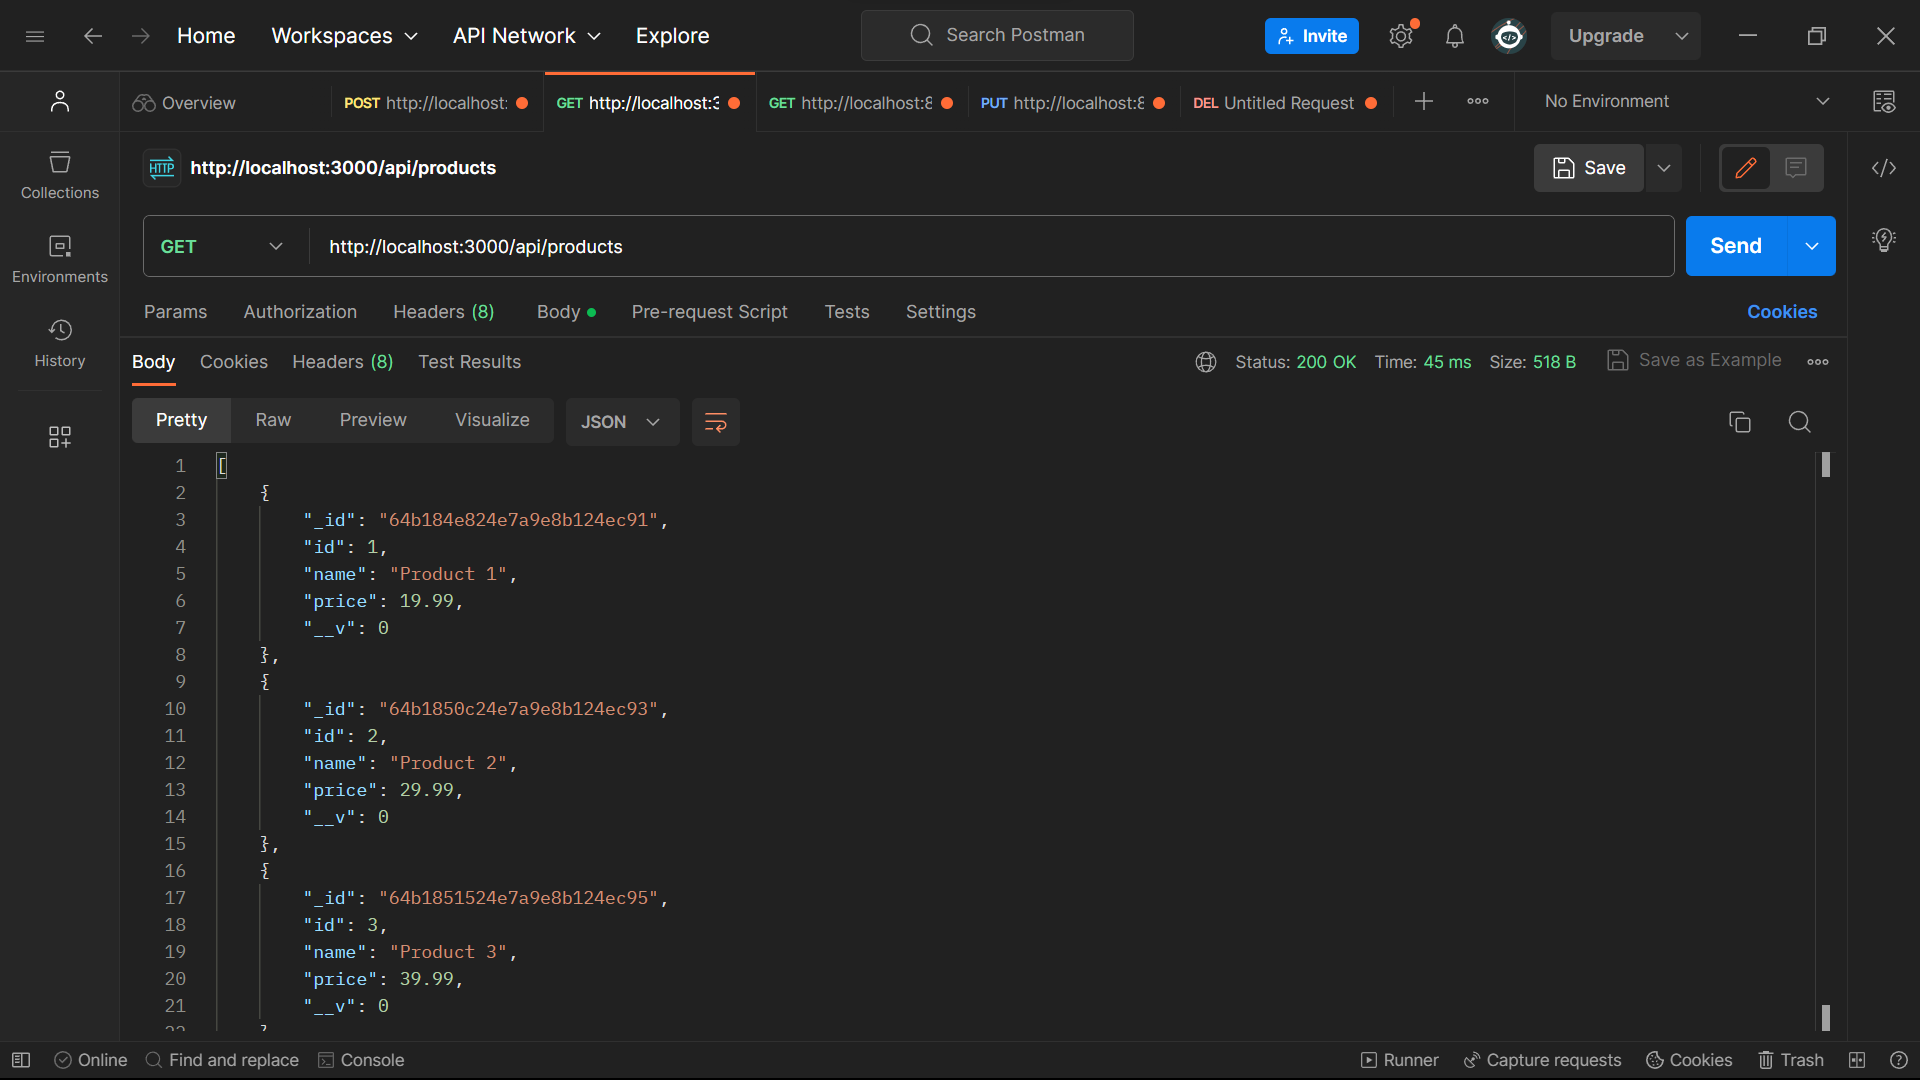 Home Workspaces API Network Explore Search Postman Invite Upgrade
Overview POST http://localhost: GET http://localhost:3 GET http://localhost:8 PUT http://localhost:8 DEL Untitled Request No Environment
HTTP http://localhost:3000/api/products Save
Collections
GET http://localhost:3000/api/products Send
Environments
Params Authorization Headers (8) Body Pre-request Script Tests Settings Cookies
History
Body Cookies Headers (8) Test Results Status: 200 OK Time: 45 ms Size: 518 B Save as Example
Pretty Raw Preview Visualize JSON
1 [
2 {
3 "_id": "64b184e824e7a9e8b124ec91",
4 "id": 1,
5 "name": "Product 1",
6 "price": 19.99,
7 "__v": 0
8 },
9 {
10 "_id": "64b1850c24e7a9e8b124ec93",
11 "id": 2,
12 "name": "Product 2",
13 "price": 29.99,
14 "__v": 0
15 },
16 {
17 "_id": "64b1851524e7a9e8b124ec95",
18 "id": 3,
19 "name": "Product 3",
20 "price": 39.99,
21 "__v": 0
Online Find and replace Console Runner Capture requests Cookies Trash